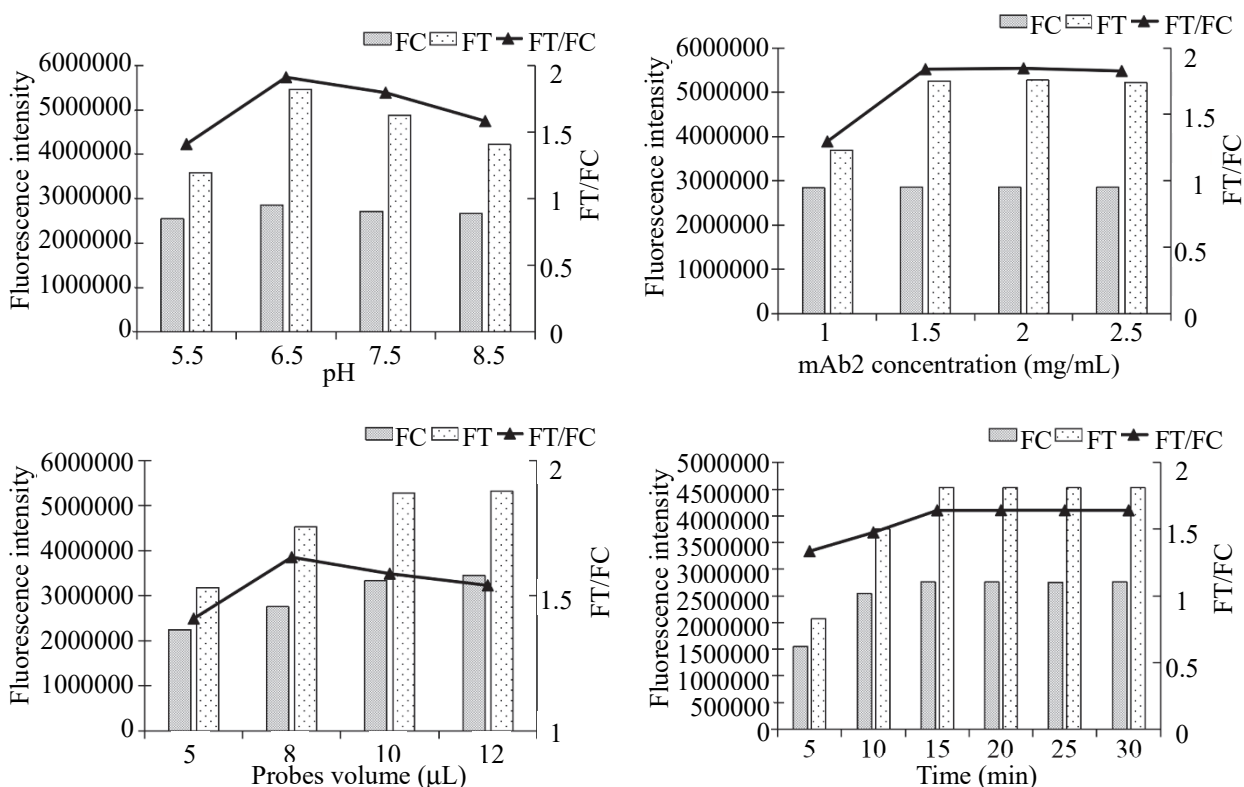 FC FT FT/FC
Fluorescence intensity
6000000
5000000
4000000
3000000
2000000
1000000
0
2
1.5
1
0.5
0
FT/FC
5.5 6.5 7.5 8.5
pH
FC FT FT/FC
Fluorescence intensity
6000000
5000000
4000000
3000000
2000000
1000000
0
2
1.5
1
0.5
0
FT/FC
1 1.5 2 2.5
mAb2 concentration (mg/mL)
FC FT FT/FC
Fluorescence intensity
6000000
5000000
4000000
3000000
2000000
1000000
0
2
1.5
1
FT/FC
5 8 10 12
Probes volume (μL)
FC FT FT/FC
Fluorescence intensity
5000000
4500000
4000000
3500000
3000000
2500000
2000000
1500000
1000000
500000
0
2
1.5
1
0.5
0
FT/FC
5 10 15 20 25 30
Time (min)